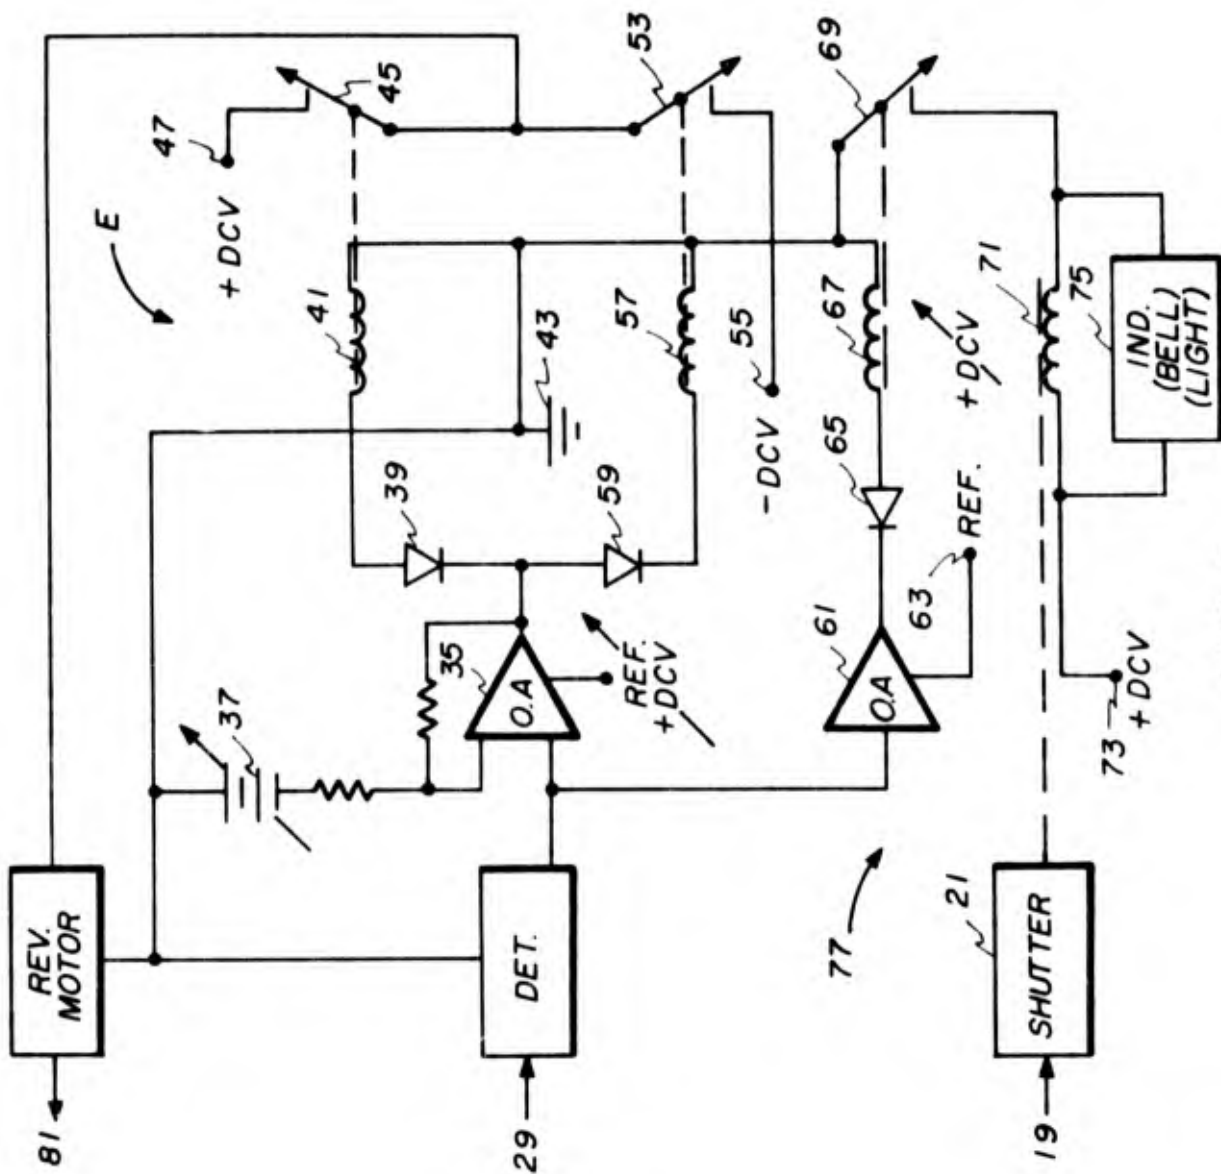 E
47
+ DCV
45
53
69
41
43
57
55
- DCV
67
+ DCV
71
75
IND.
(BELL)
(LIGHT)
39
59
65
63
REF.
37
35
O.A
REF.
+ DCV
61
O.A
73
+ DCV
REV.
MOTOR
DET.
77
21
SHUTTER
81
29
19